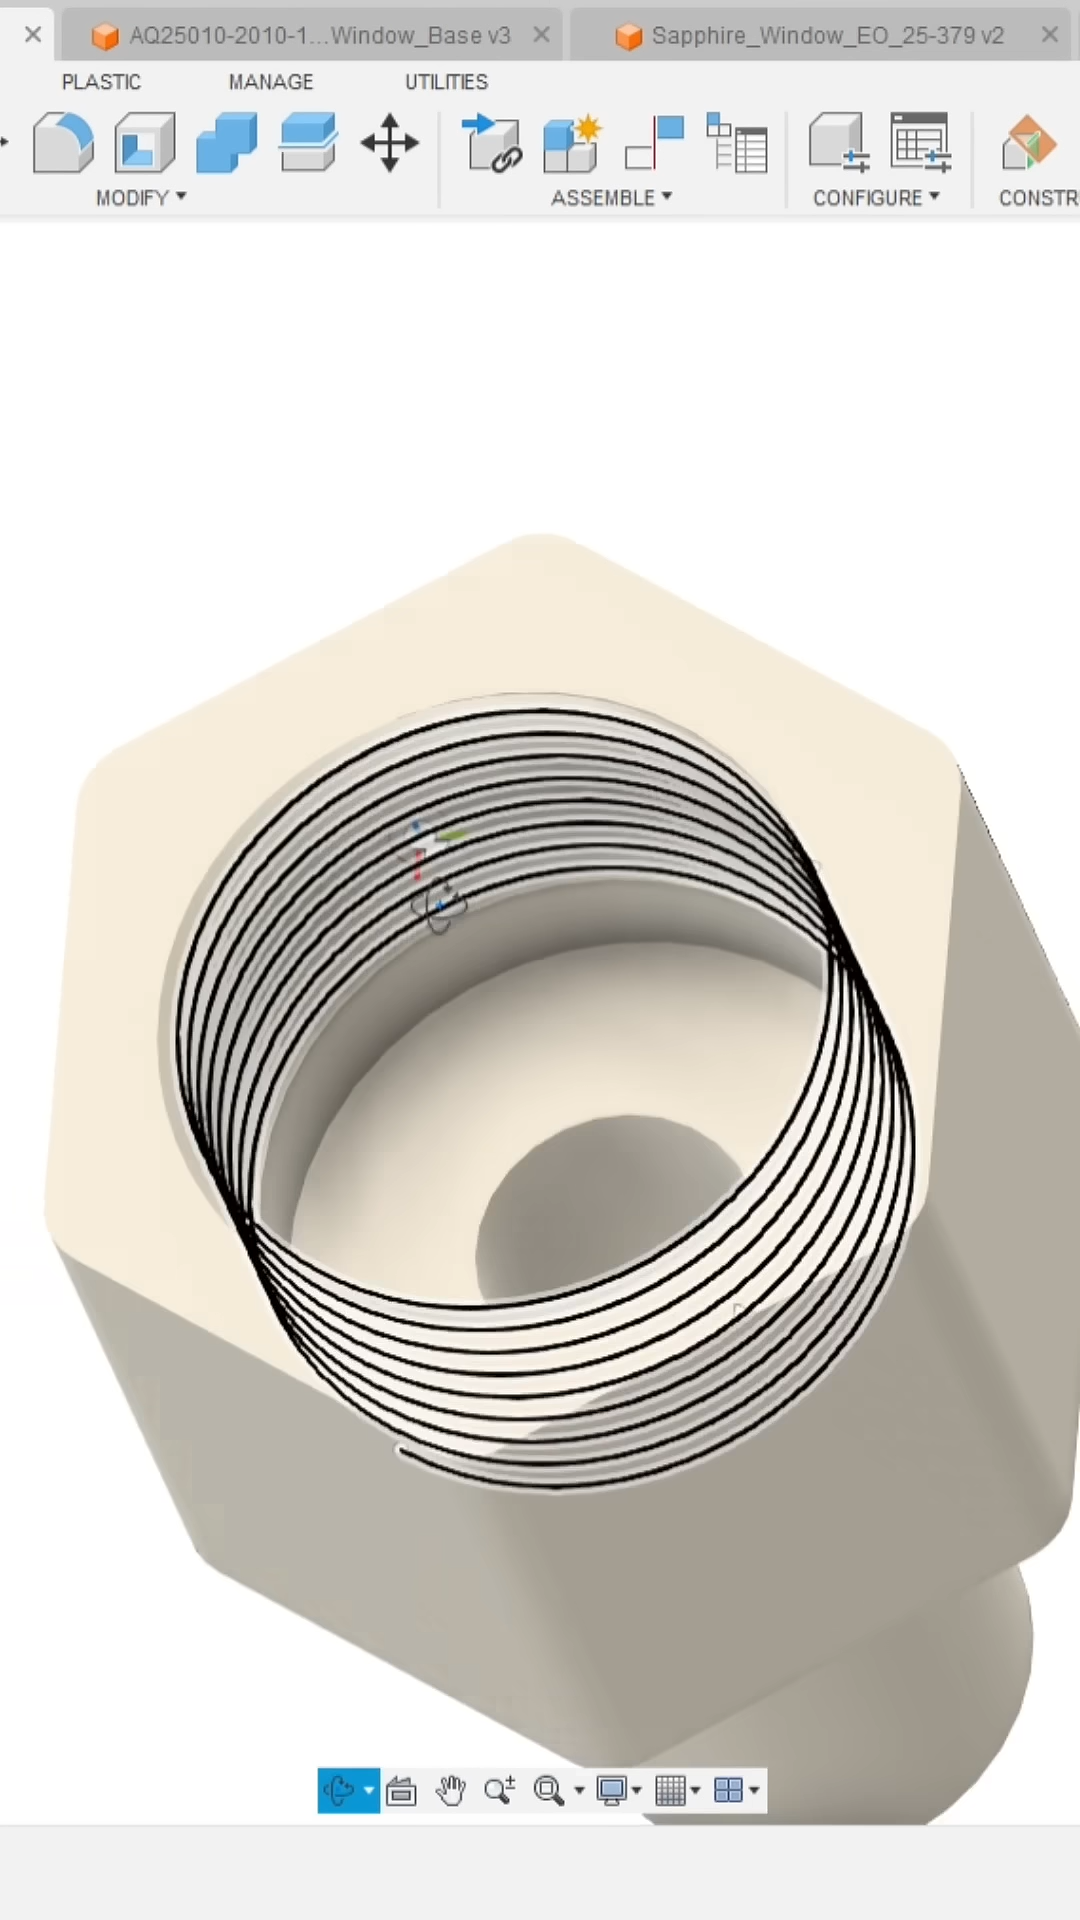 AQ25010-2010-1...Window_Base v3
Sapphire_Window_EO_25-379 v2
PLASTIC MANAGE UTILITIES
MODIFY ASSEMBLE CONFIGURE CONSTR